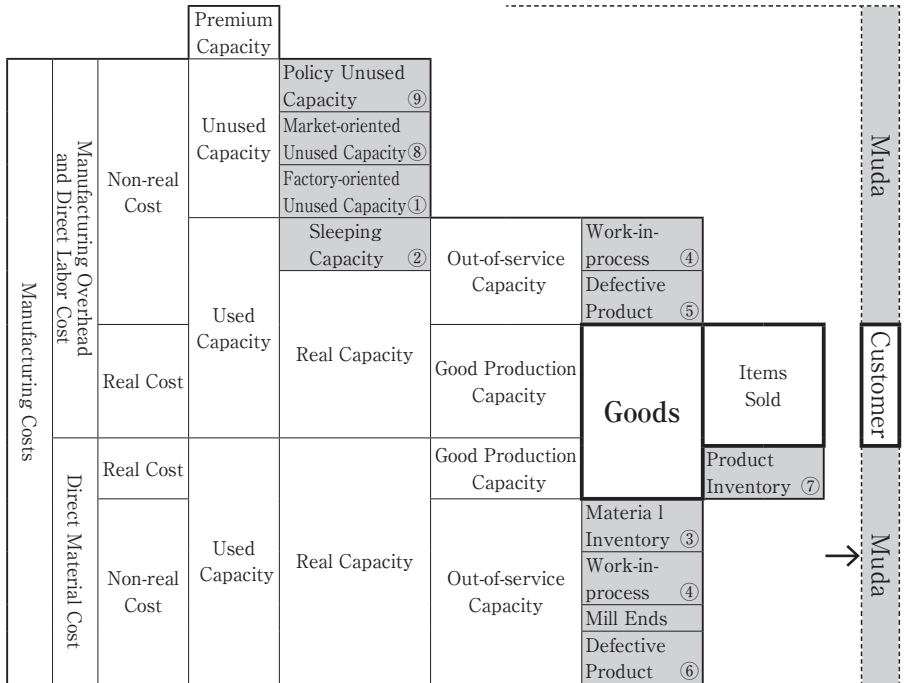 Premium
Capacity
Manufacturing Costs
Manufacturing Overhead
and Direct Labor Cost
Non-real
Cost
Unused
Capacity
Policy Unused
Capacity ⑨
Market-oriented
Unused Capacity⑧
Factory-oriented
Unused Capacity①
Used
Capacity
Sleeping
Capacity ②
Out-of-service
Capacity
Work-in-
process ④
Defective
Product ⑤
Real Cost
Real Capacity
Good Production
Capacity
Goods
Items
Sold
Direct Material Cost
Real Cost
Good Production
Capacity
Product
Inventory ⑦
Non-real
Cost
Used
Capacity
Real Capacity
Out-of-service
Capacity
Materia l
Inventory ③
Work-in-
process ④
Mill Ends
Defective
Product ⑥
→
Muda
Customer
Muda